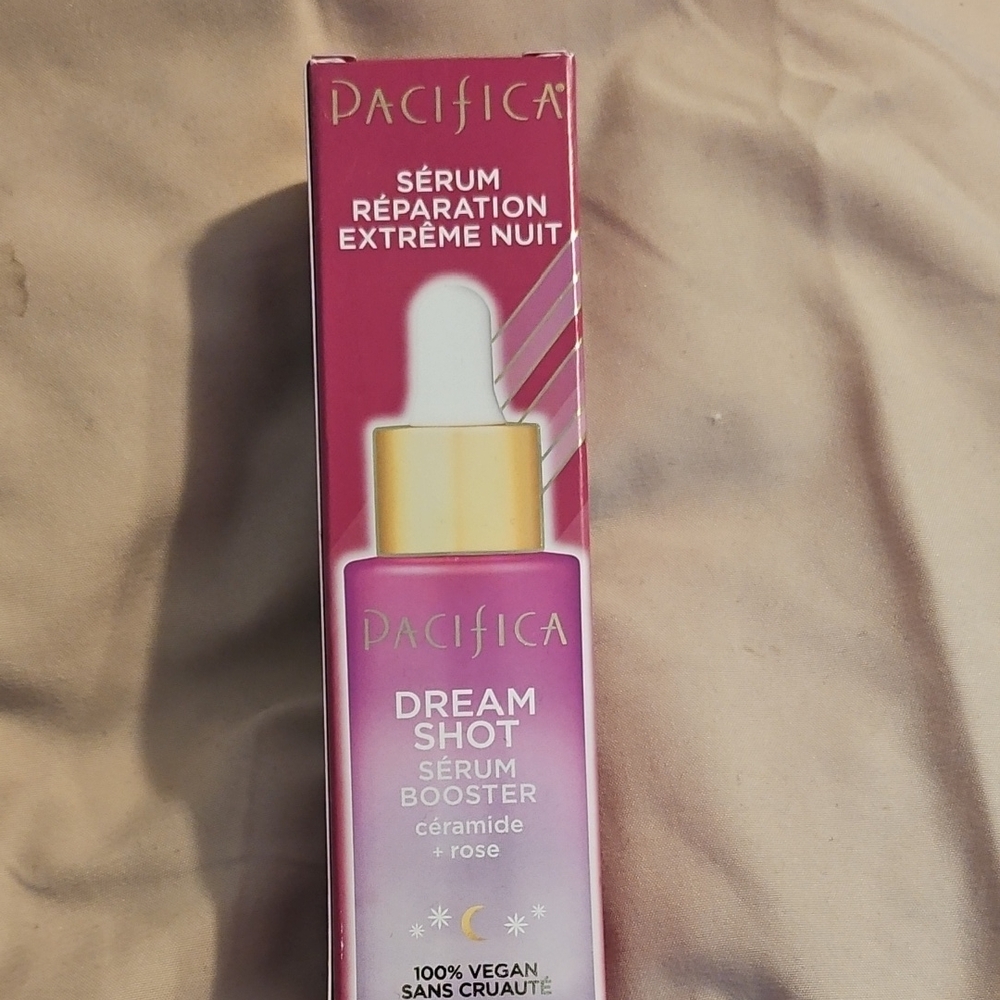 PACIFICA®
SÉRUM
RÉPARATION
EXTRÊME NUIT
PACIFICA
DREAM
SHOT
SÉRUM
BOOSTER
céramide
+ rose
100% VEGAN
SANS CRUAUTÉ